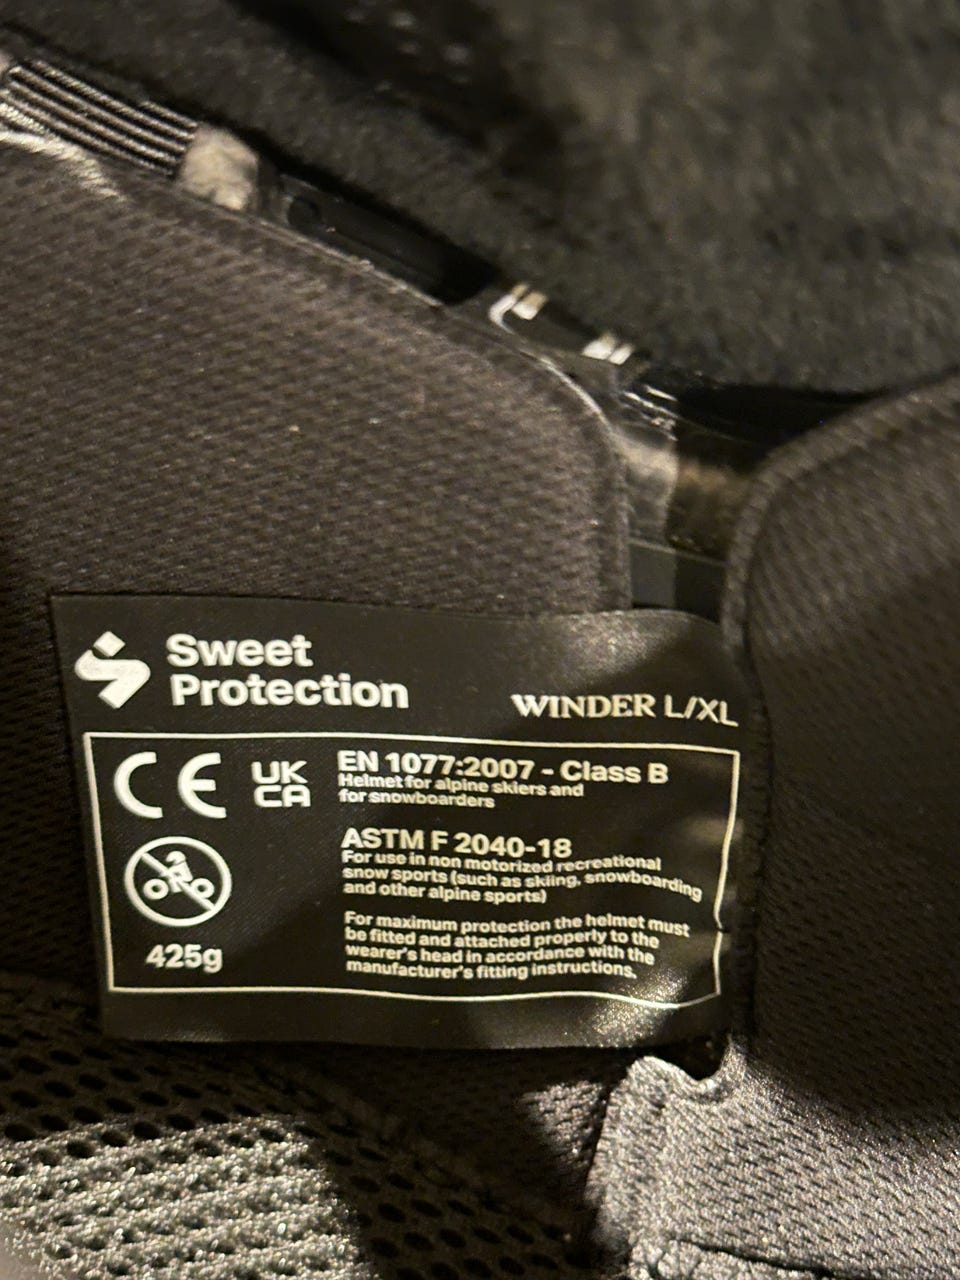 Sweet
Protection
WINDER L/XL
CE
UK
CA
EN 1077:2007 - Class B
Helmet for alpine skiers and
for snowboarders
ASTM F 2040-18
For use in non motorized recreational
snow sports (such as skiing, snowboarding
and other alpine sports)
425g
For maximum protection the helmet must
be fitted and attached properly to the
wearer's head in accordance with the
manufacturer's fitting instructions.